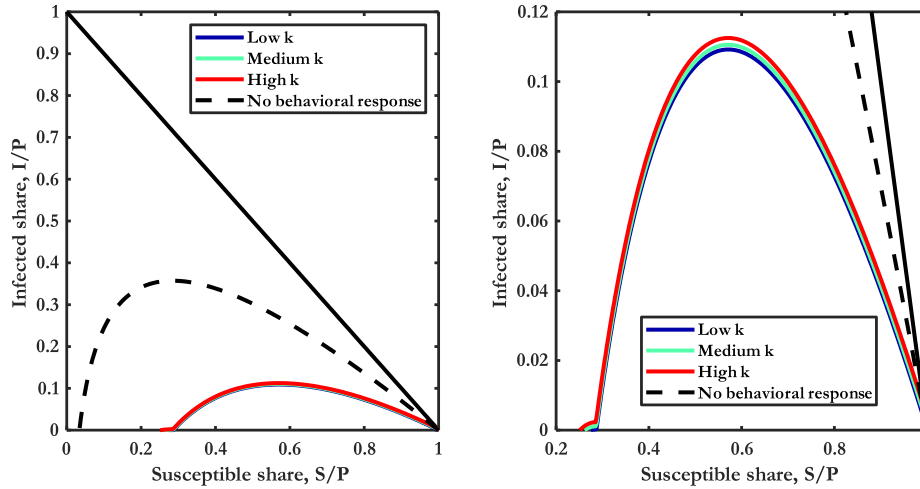 1
0.9
0.8
0.7
0.6
0.5
0.4
0.3
0.2
0.1
0
Infected share, I/P
Low k
Medium k
High k
No behavioral response
0
0.2
0.4
0.6
0.8
1
Susceptible share, S/P
0.12
0.1
0.08
0.06
0.04
0.02
0
Infected share, I/P
Low k
Medium k
High k
No behavioral response
0.2
0.4
0.6
0.8
Susceptible share, S/P